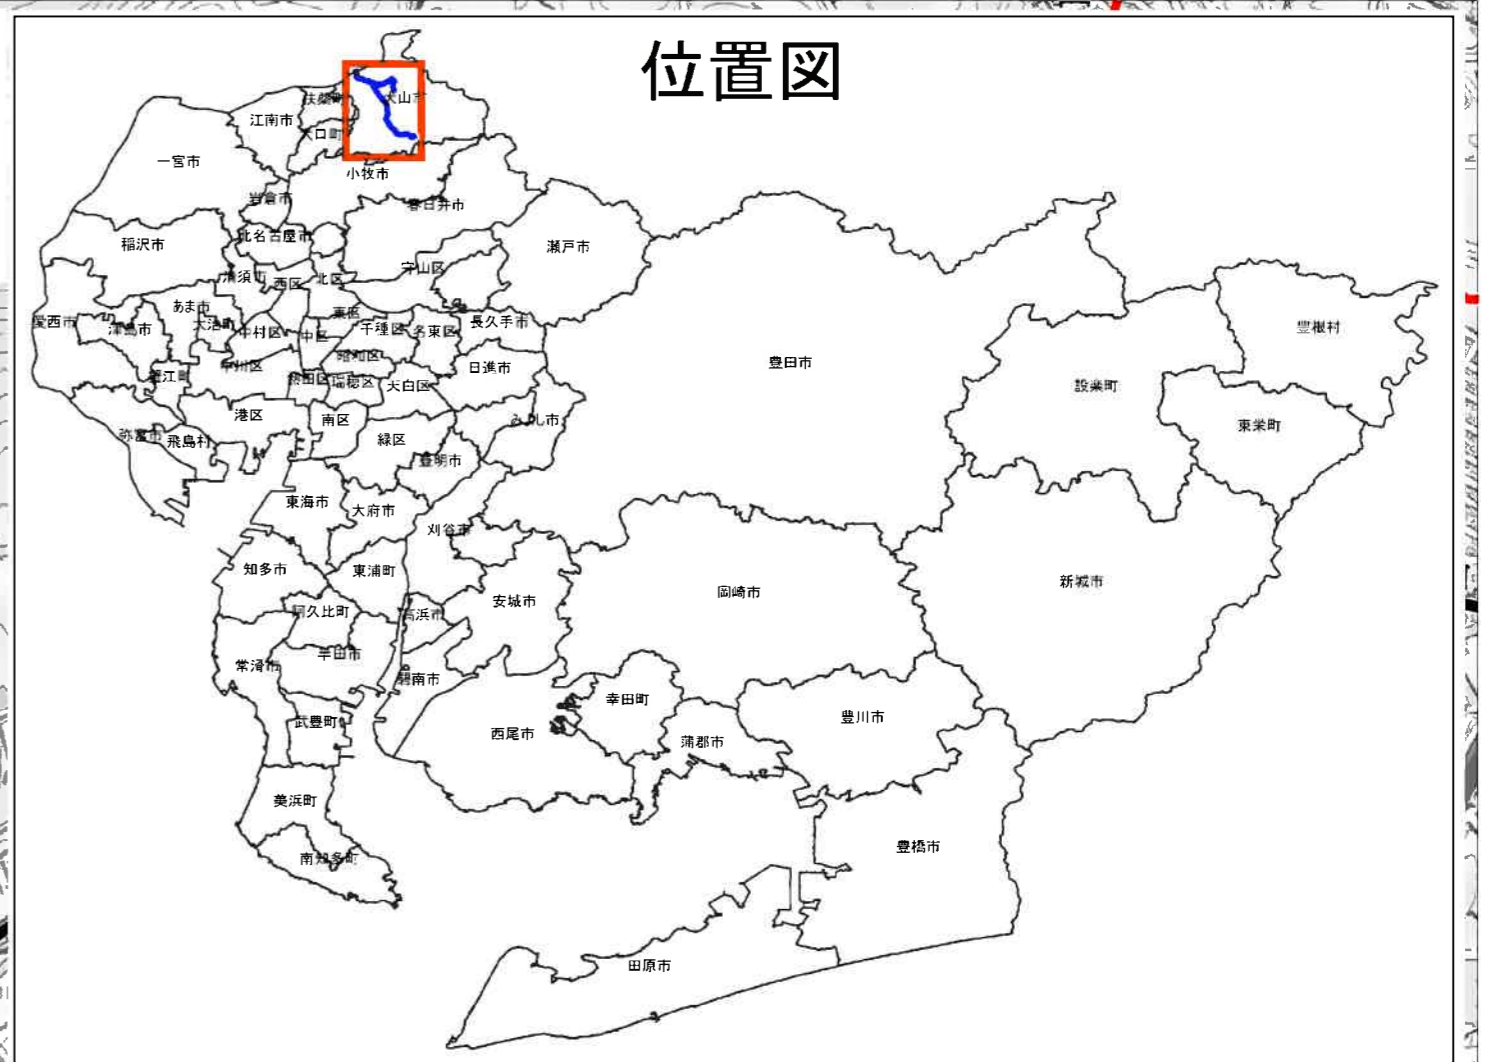 位置図
扶桑町
犬山市
江南市
大口町
一宮市
小牧市
岩倉市
春日井市
北名古屋市
稲沢市
瀬戸市
清須市
西区
北区
守山区
あま市
東区
愛西市
津島市
大治町
中村区
中区
千種区
名東区
長久手市
豊根村
昭和区
豊田市
蟹江町
中川区
熱田区
瑞穂区
天白区
日進市
設楽町
港区
南区
みよし市
東栄町
弥富市
飛島村
緑区
豊明市
東海市
大府市
刈谷市
知多市
東浦町
新城市
岡崎市
安城市
阿久比町
高浜市
常滑市
半田市
碧南市
幸田町
武豊町
西尾市
豊川市
蒲郡市
美浜町
豊橋市
南知多町
田原市